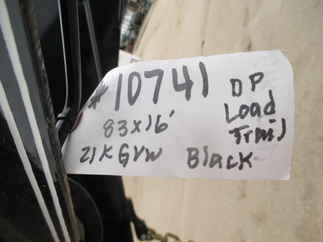 # 10741
DP
Load
Trail
83x16'
21K GVW Black